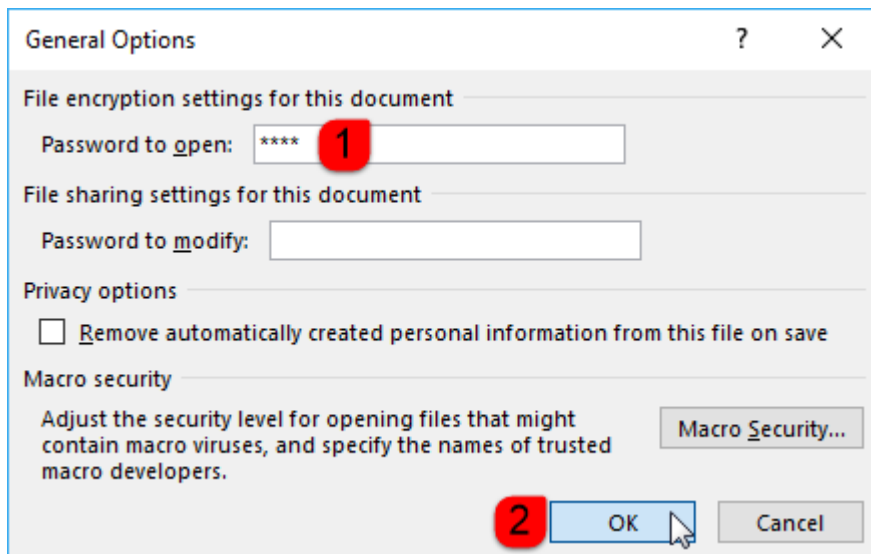 General Options ?
File encryption settings for this document
Password to open: **** 1
File sharing settings for this document
Password to modify:
Privacy options
Remove automatically created personal information from this file on save
Macro security
Adjust the security level for opening files that might
contain macro viruses, and specify the names of trusted
macro developers.
Macro Security...
2 OK Cancel